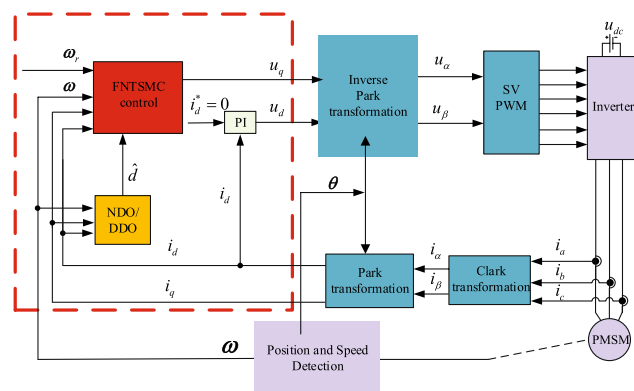 ω_r
ω
FNTSMC
control
i_d^* = 0
PI
u_q
u_d
Inverse
Park
transformation
u_α
u_β
SV
PWM
u_dc
Inverter
d̂
NDO/
DDO
i_d
θ
i_d
i_q
Park
transformation
i_α
i_β
Clark
transformation
i_a
i_b
i_c
ω
Position and Speed
Detection
PMSM